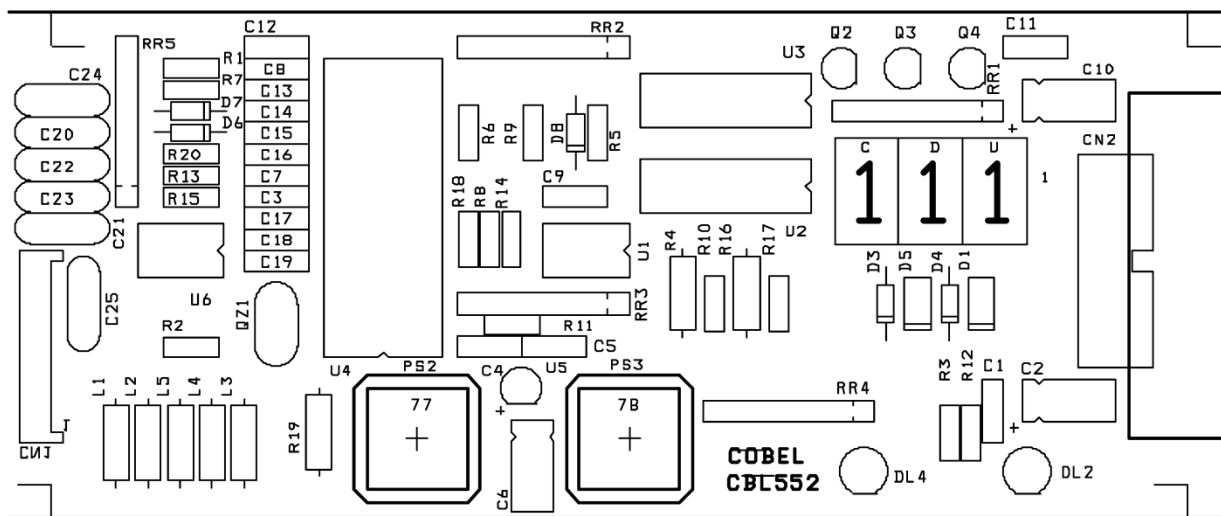 C12
RR2
Q2
Q3
Q4
C11
RR5
R1
U3
C24
C8
RR1
C10
R7
C13
D7
C14
+
D6
C20
C15
R6
R9
D8
R5
CN2
C
D
U
R20
C16
C22
R13
C7
1
1
1
1
C9
R15
C3
R18
R8
R14
C23
C17
U2
C21
C18
U1
R4
R10
R16
R17
C19
D3
D5
D4
D1
C25
U6
QZ1
RR3
R2
R11
C5
U4
PS2
C4
U5
PS3
L1
L2
L5
L4
L3
R3
R12
C1
C2
77
7B
RR4
+
R19
1
+
CN1
COBEL
CBL552
DL4
DL2
C6